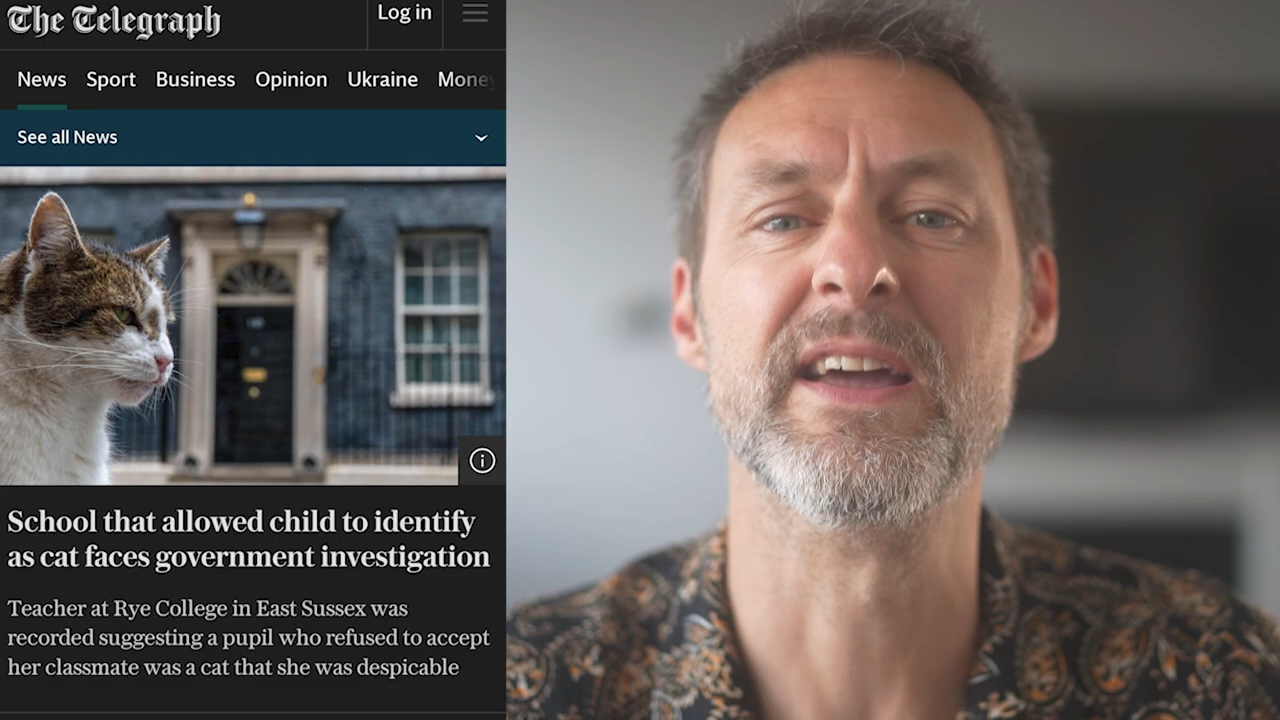 The Telegraph
Log in
News Sport Business Opinion Ukraine Money
See all News
School that allowed child to identify
as cat faces government investigation
Teacher at Rye College in East Sussex was
recorded suggesting a pupil who refused to accept
her classmate was a cat that she was despicable